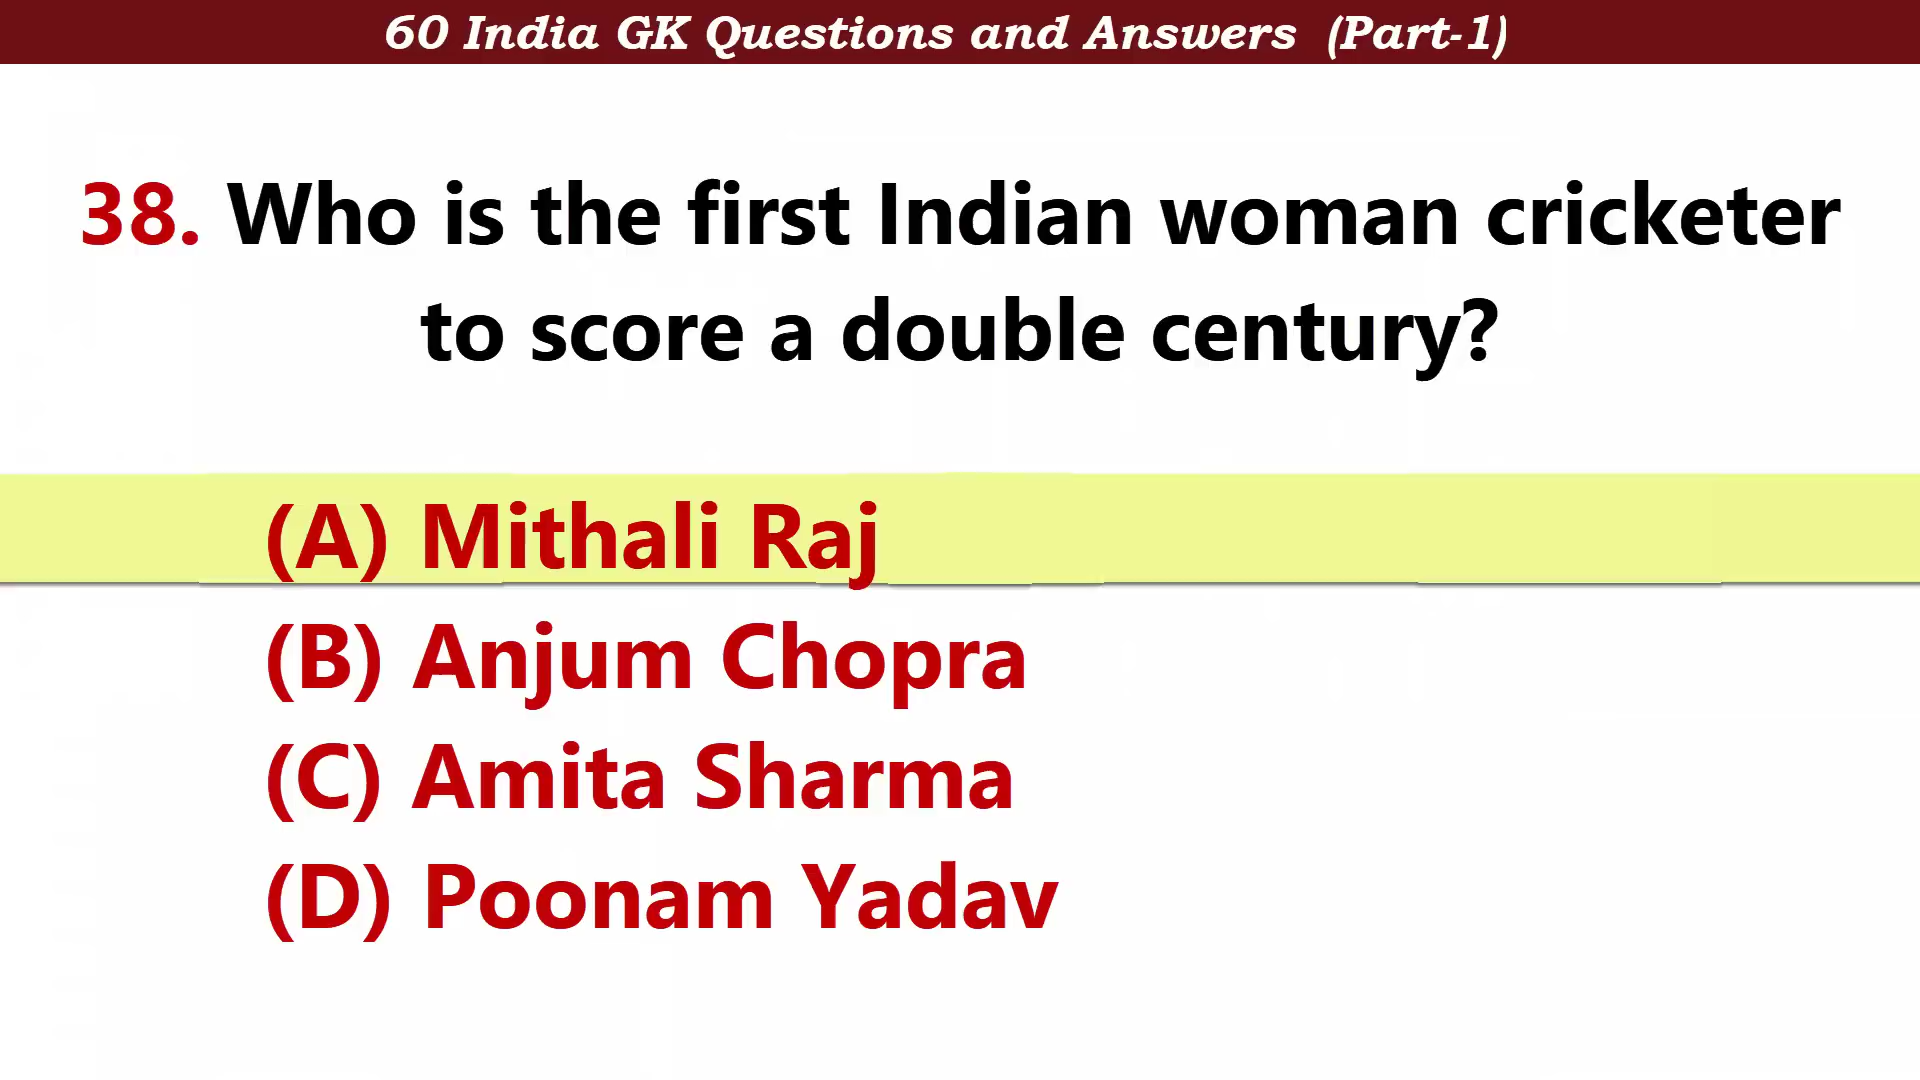 60 India GK Questions and Answers (Part-1)
38. Who is the first Indian woman cricketer
to score a double century?
(A) Mithali Raj
(B) Anjum Chopra
(C) Amita Sharma
(D) Poonam Yadav